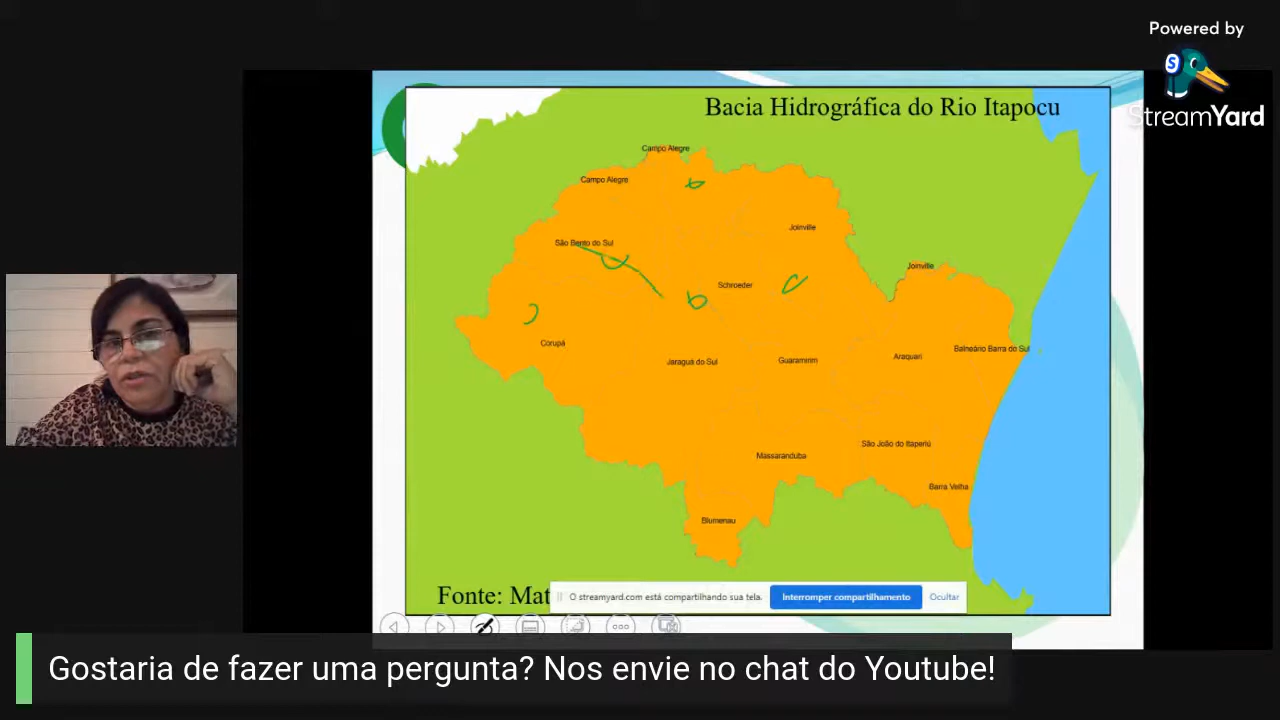 Powered by
StreamYard
Bacia Hidrográfica do Rio Itapocu
Campo Alegre
Campo Alegre
Joinville
São Bento do Sul
Joinville
Schroeder
Corupá
Balneário Barra do Sul
Jaraguá do Sul
Guaramirim
Araquari
São João do Itaperiú
Massaranduba
Barra Velha
Blumenau
Fonte: Mat
O streamyard.com está compartilhando sua tela.
Interromper compartilhamento
Ocultar
Gostaria de fazer uma pergunta? Nos envie no chat do Youtube!